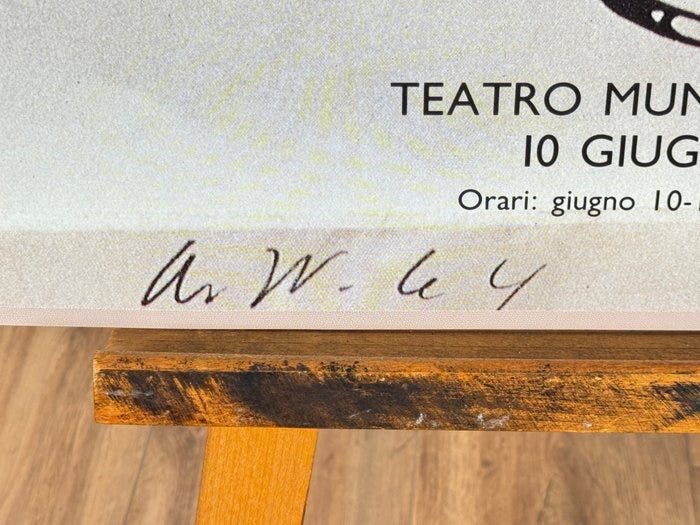 TEATRO MUN
10 GIUG
Orari: giugno 10-